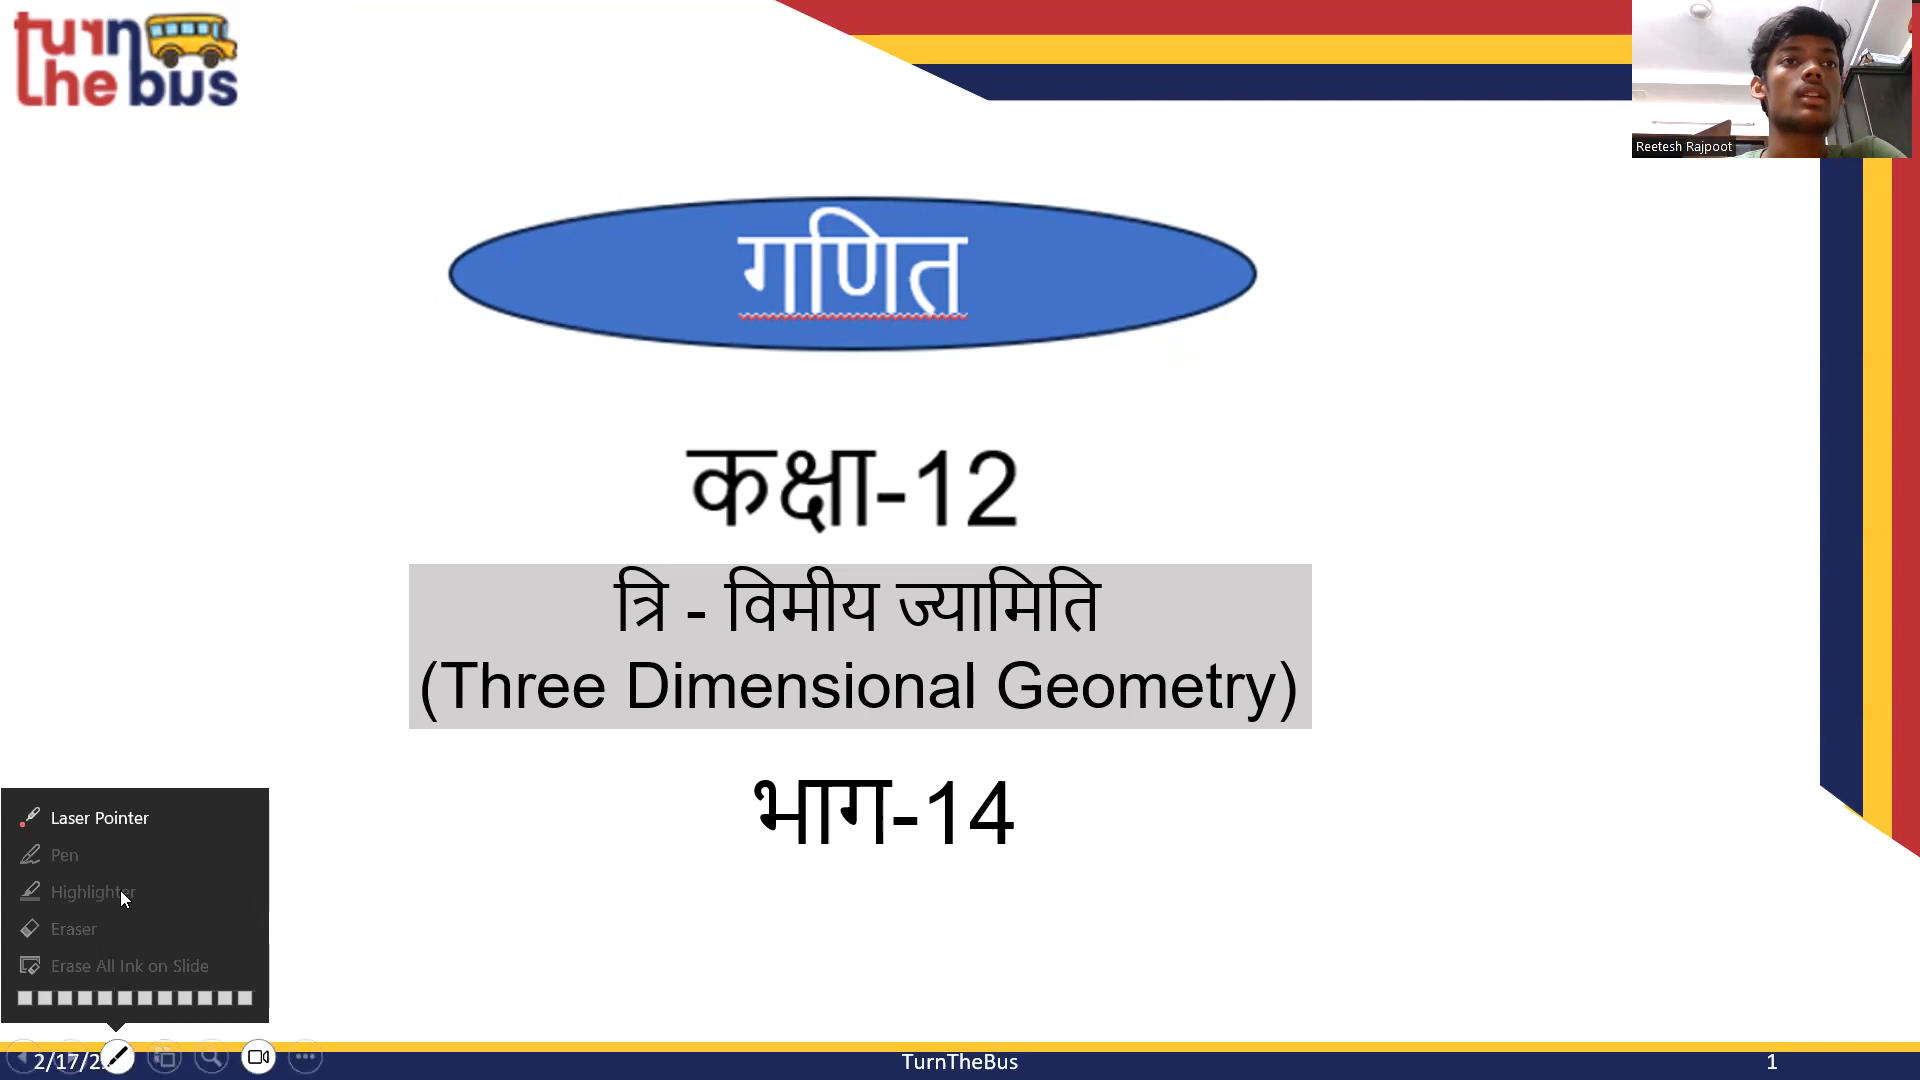 turn
the bus
Reetesh Rajpoot
गणित
कक्षा-12
त्रि - विमीय ज्यामिति
(Three Dimensional Geometry)
भाग-14
Laser Pointer
Pen
Highlighter
Eraser
Erase All Ink on Slide
TurnTheBus
1